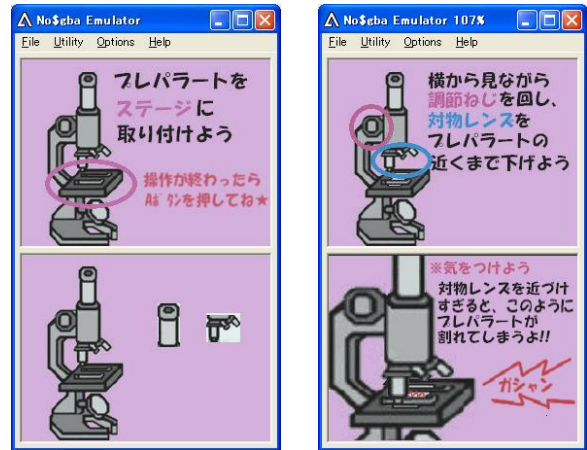 No$gba Emulator
File Utility Options Help
プレパラートを
ステージに
取り付けよう
操作が終わったら
Aボタンを押してね★
No$gba Emulator 107%
File Utility Options Help
横から見ながら
調節ねじを回し、
対物レンズを
プレパラートの
近くまで下げよう
※気をつけよう
対物レンズを近づけ
すぎると、このように
プレパラートが
割れてしまうよ!!
ガシャン